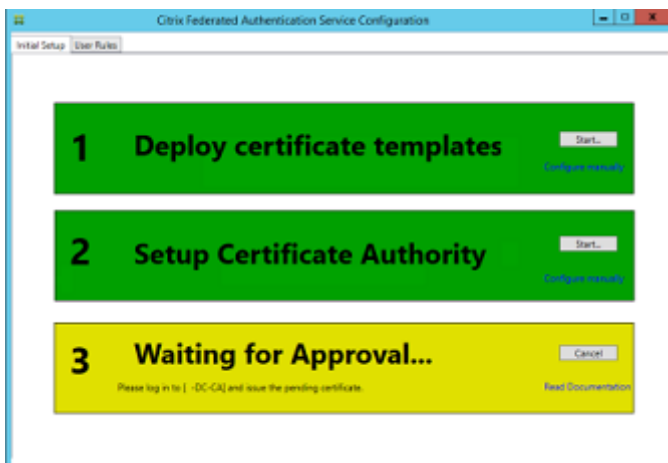 Citrix Federated Authentication Service Configuration
Initial Setup User Rules
1 Deploy certificate templates
Start...
Configure manually
2 Setup Certificate Authority
Start...
Configure manually
3 Waiting for Approval...
Cancel
Please log in to [ -DC-CA] and issue the pending certificate.
Read Documentation